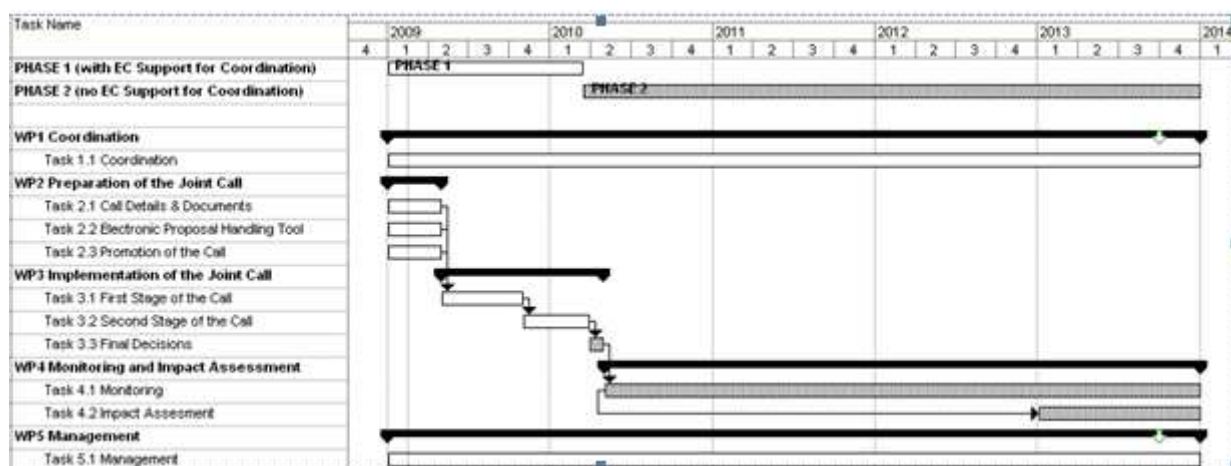 Task Name
2009 2010 2011 2012 2013 2014
4 1 2 3 4 1 2 3 4 1 2 3 4 1 2 3 4 1 2 3 4 1
PHASE 1 (with EC Support for Coordination) PHASE 1
PHASE 2 (no EC Support for Coordination) PHASE 2
WP1 Coordination
Task 1.1 Coordination
WP2 Preparation of the Joint Call
Task 2.1 Call Details & Documents
Task 2.2 Electronic Proposal Handling Tool
Task 2.3 Promotion of the Call
WP3 Implementation of the Joint Call
Task 3.1 First Stage of the Call
Task 3.2 Second Stage of the Call
Task 3.3 Final Decisions
WP4 Monitoring and Impact Assessment
Task 4.1 Monitoring
Task 4.2 Impact Assesment
WP5 Management
Task 5.1 Management